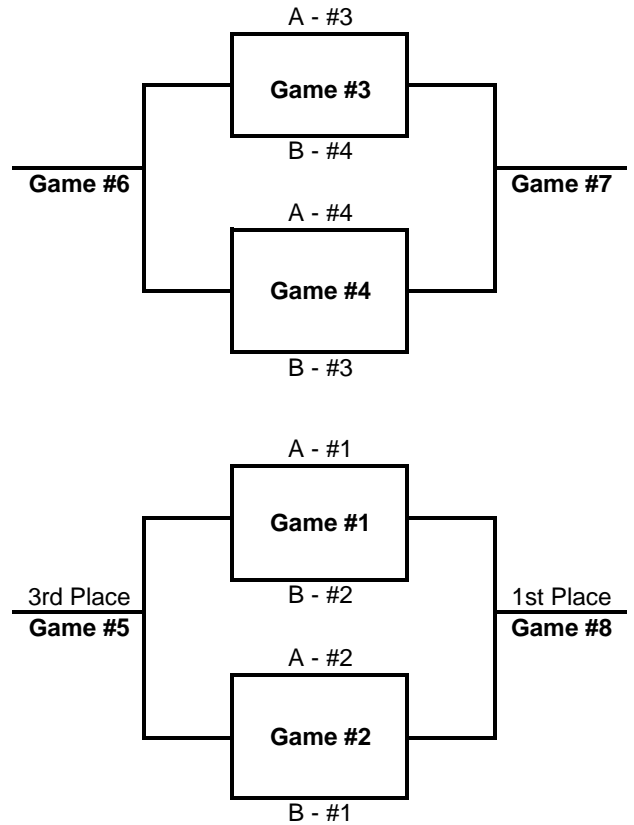 A - #3
Game #3
B - #4
Game #6
Game #7
A - #4
Game #4
B - #3
A - #1
Game #1
B - #2
3rd Place
Game #5
1st Place
Game #8
A - #2
Game #2
B - #1